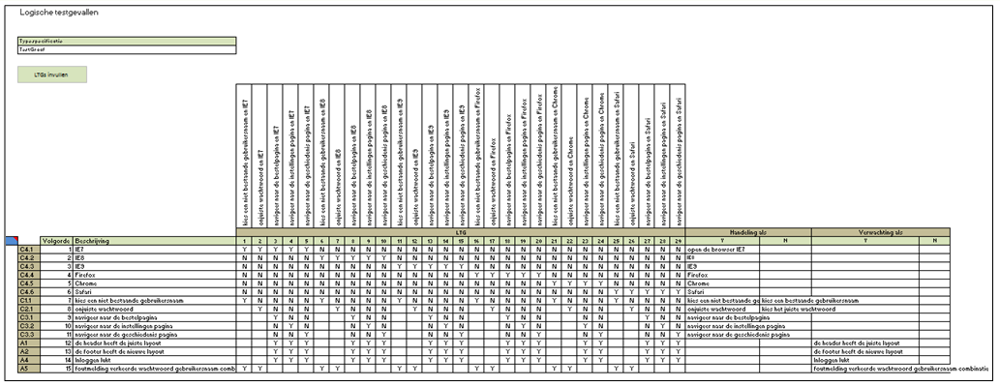 Logische testgevallen
Typespecificatie
TestGroef
LTGs invullen
kies een niet bestaande gebruikersnaam en IE7
onjuiste wachtwoord en IE7
navigeer naar de bestelpagina en IE7
navigeer naar de instellingen pagina en IE7
navigeer naar de geschiedenis pagina en IE7
kies een niet bestaande gebruikersnaam en IE8
onjuiste wachtwoord en IE8
navigeer naar de bestelpagina en IE8
navigeer naar de instellingen pagina en IE8
navigeer naar de geschiedenis pagina en IE8
kies een niet bestaande gebruikersnaam en IE9
onjuiste wachtwoord en IE9
navigeer naar de bestelpagina en IE9
navigeer naar de instellingen pagina en IE9
navigeer naar de geschiedenis pagina en IE9
kies een niet bestaande gebruikersnaam en Firefox
onjuiste wachtwoord en Firefox
navigeer naar de bestelpagina en Firefox
navigeer naar de instellingen pagina en Firefox
navigeer naar de geschiedenis pagina en Firefox
kies een niet bestaande gebruikersnaam en Chrome
onjuiste wachtwoord en Chrome
navigeer naar de instellingen pagina en Chrome
navigeer naar de geschiedenis pagina en Chrome
kies een niet bestaande gebruikersnaam en Safari
onjuiste wachtwoord en Safari
navigeer naar de bestelpagina en Safari
navigeer naar de instellingen pagina en Safari
navigeer naar de geschiedenis pagina en Safari
LTG Handeling als Verwachting als
Volgorde Beschrijving 1 2 3 4 5 6 7 8 9 10 11 12 13 14 15 16 17 18 19 20 21 22 23 24 25 26 27 28 29 Y N Y N
C4.1 1 IE7 Y Y Y Y Y N N N N N N N N N N N N N N N N N N N N N N N N open de browser IE7
C4.2 2 IE8 N N N N N Y Y Y Y Y N N N N N N N N N N N N N N N N N N N IE8
C4.3 3 IE9 N N N N N N N N N N Y Y Y Y Y N N N N N N N N N N N N N N IE9
C4.4 4 Firefox N N N N N N N N N N N N N N N Y Y Y Y Y N N N N N N N N N Firefox
C4.5 5 Chrome N N N N N N N N N N N N N N N N N N N N Y Y Y Y N N N N N Chrome
C4.6 6 Safari N N N N N N N N N N N N N N N N N N N N N N N N Y Y Y Y Y Safari
C1.1 7 kies een niet bestaande gebruikersnaam Y N N N N Y N N N N Y N N N N Y N N N N Y N N N Y N N N N kies een niet bestaande ge kies een bestaande gebruikersnaam
C2.1 8 onjuiste wachtwoord Y N N N Y N N N Y N N N Y N N N Y N N Y N N N onjuiste wachtwoord kies het juiste wachtwoord
C3.1 9 navigeer naar de bestelpagina Y N N Y N N Y N N Y N N N N Y N N navigeer naar de bestelpagina
C3.2 10 navigeer naar de instellingen pagina N Y N N Y N N Y N N Y N Y N N Y N navigeer naar de instellingen pagina
C3.3 11 navigeer naar de geschiedenis pagina N N Y N N Y N N Y N N Y N Y N N Y navigeer naar de geschiedenis pagina
A1 12 de header heeft de juiste layout Y Y Y Y Y Y Y Y Y Y Y Y Y Y Y Y Y de header heeft de juiste layout
A2 13 de footer heeft de nieuwe layout Y Y Y Y Y Y Y Y Y Y Y Y Y Y Y Y Y de footer heeft de nieuwe layout
A4 14 Inloggen lukt Y Y Y Y Y Y Y Y Y Y Y Y Y Y Y Y Y Inloggen lukt
A5 15 foutmelding verkeerde wachtwoord gebruikersnaam comb Y Y Y Y Y Y Y Y Y Y Y Y foutmelding verkeerde wachtwoord gebruikersnaam combinatie